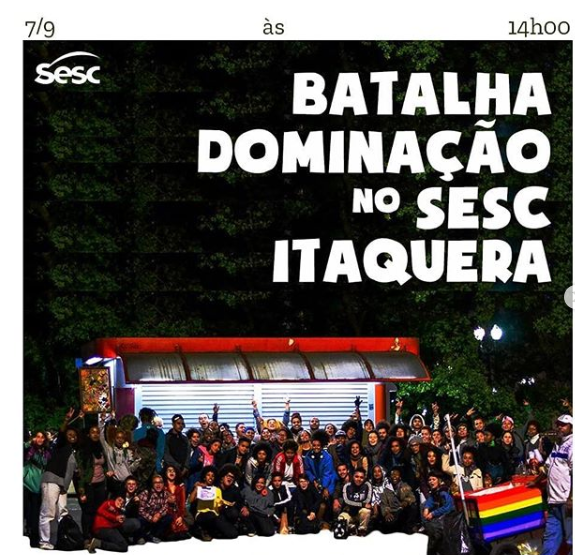 7/9 às 14h00
Sesc
BATALHA
DOMINAÇÃO
NO SESC
ITAQUERA